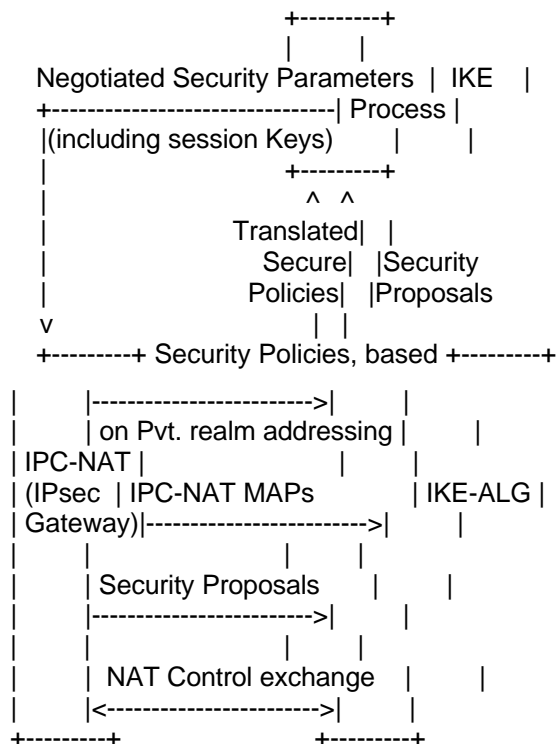 +---------+
| |
Negotiated Security Parameters | IKE |
+--------------------------------| Process |
|(including session Keys) | |
| +---------+
| ^ ^
| Translated| |
| Secure| |Security
| Policies| |Proposals
v | |
+---------+ Security Policies, based +---------+
| |------------------------->| |
| | on Pvt. realm addressing | |
| IPC-NAT | | |
| (IPsec | IPC-NAT MAPs | IKE-ALG |
| Gateway)|------------------------->| |
| | | |
| | Security Proposals | |
| |------------------------->| |
| | | |
| | NAT Control exchange | |
| |<------------------------>| |
+---------+ +---------+